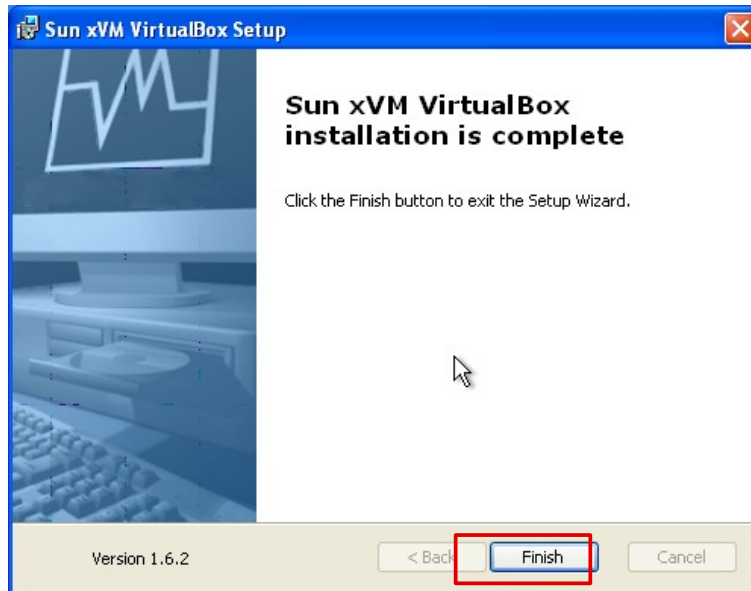 Sun xVM VirtualBox Setup
Sun xVM VirtualBox
installation is complete
Click the Finish button to exit the Setup Wizard.
Version 1.6.2
< Back
Finish
Cancel